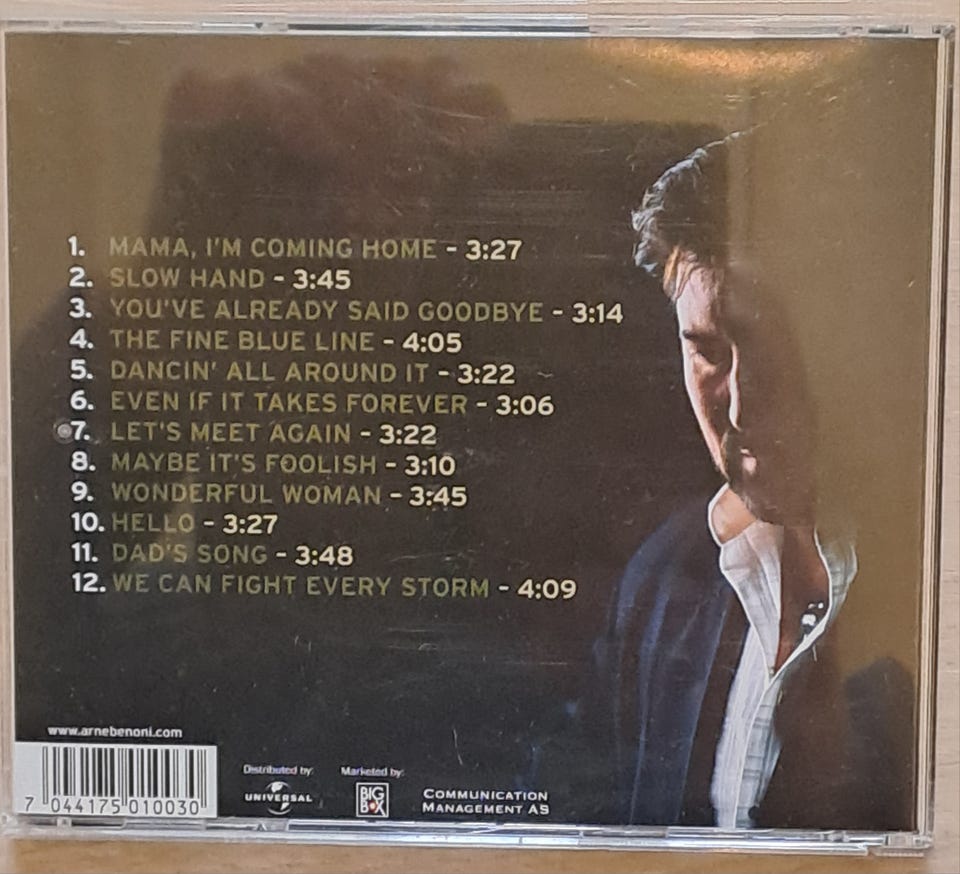 1. MAMA, I'M COMING HOME - 3:27
2. SLOW HAND - 3:45
3. YOU'VE ALREADY SAID GOODBYE - 3:14
4. THE FINE BLUE LINE - 4:05
5. DANCIN' ALL AROUND IT - 3:22
6. EVEN IF IT TAKES FOREVER - 3:06
7. LET'S MEET AGAIN - 3:22
8. MAYBE IT'S FOOLISH - 3:10
9. WONDERFUL WOMAN - 3:45
10. HELLO - 3:27
11. DAD'S SONG - 3:48
12. WE CAN FIGHT EVERY STORM - 4:09
www.arnebenoni.com
7 044175 010030
Distributed by:
UNIVERSAL
Marketed by:
BIG
BOX
COMMUNICATION
MANAGEMENT AS